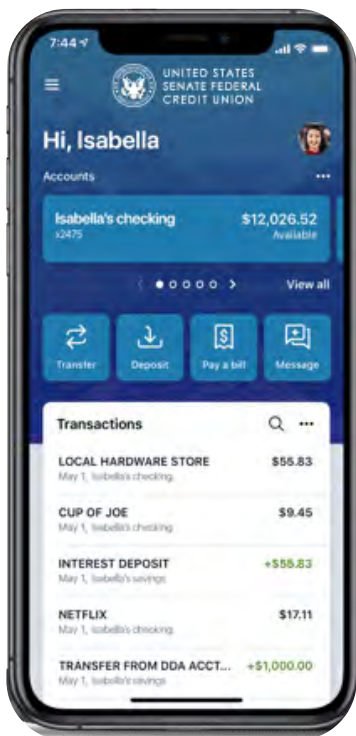 7:44
UNITED STATES
SENATE FEDERAL
CREDIT UNION
Hi, Isabella
Accounts
Isabella's checking $12,026.52
x2475 Available
View all
Transfer Deposit Pay a bill Message
Transactions
LOCAL HARDWARE STORE $55.83
May 1, Isabella's checking
CUP OF JOE $9.45
May 1, Isabella's checking
INTEREST DEPOSIT +$55.83
May 1, Isabella's savings
NETFLIX $17.11
May 1, Isabella's checking
TRANSFER FROM DDA ACCT... +$1,000.00
May 1, Isabella's savings